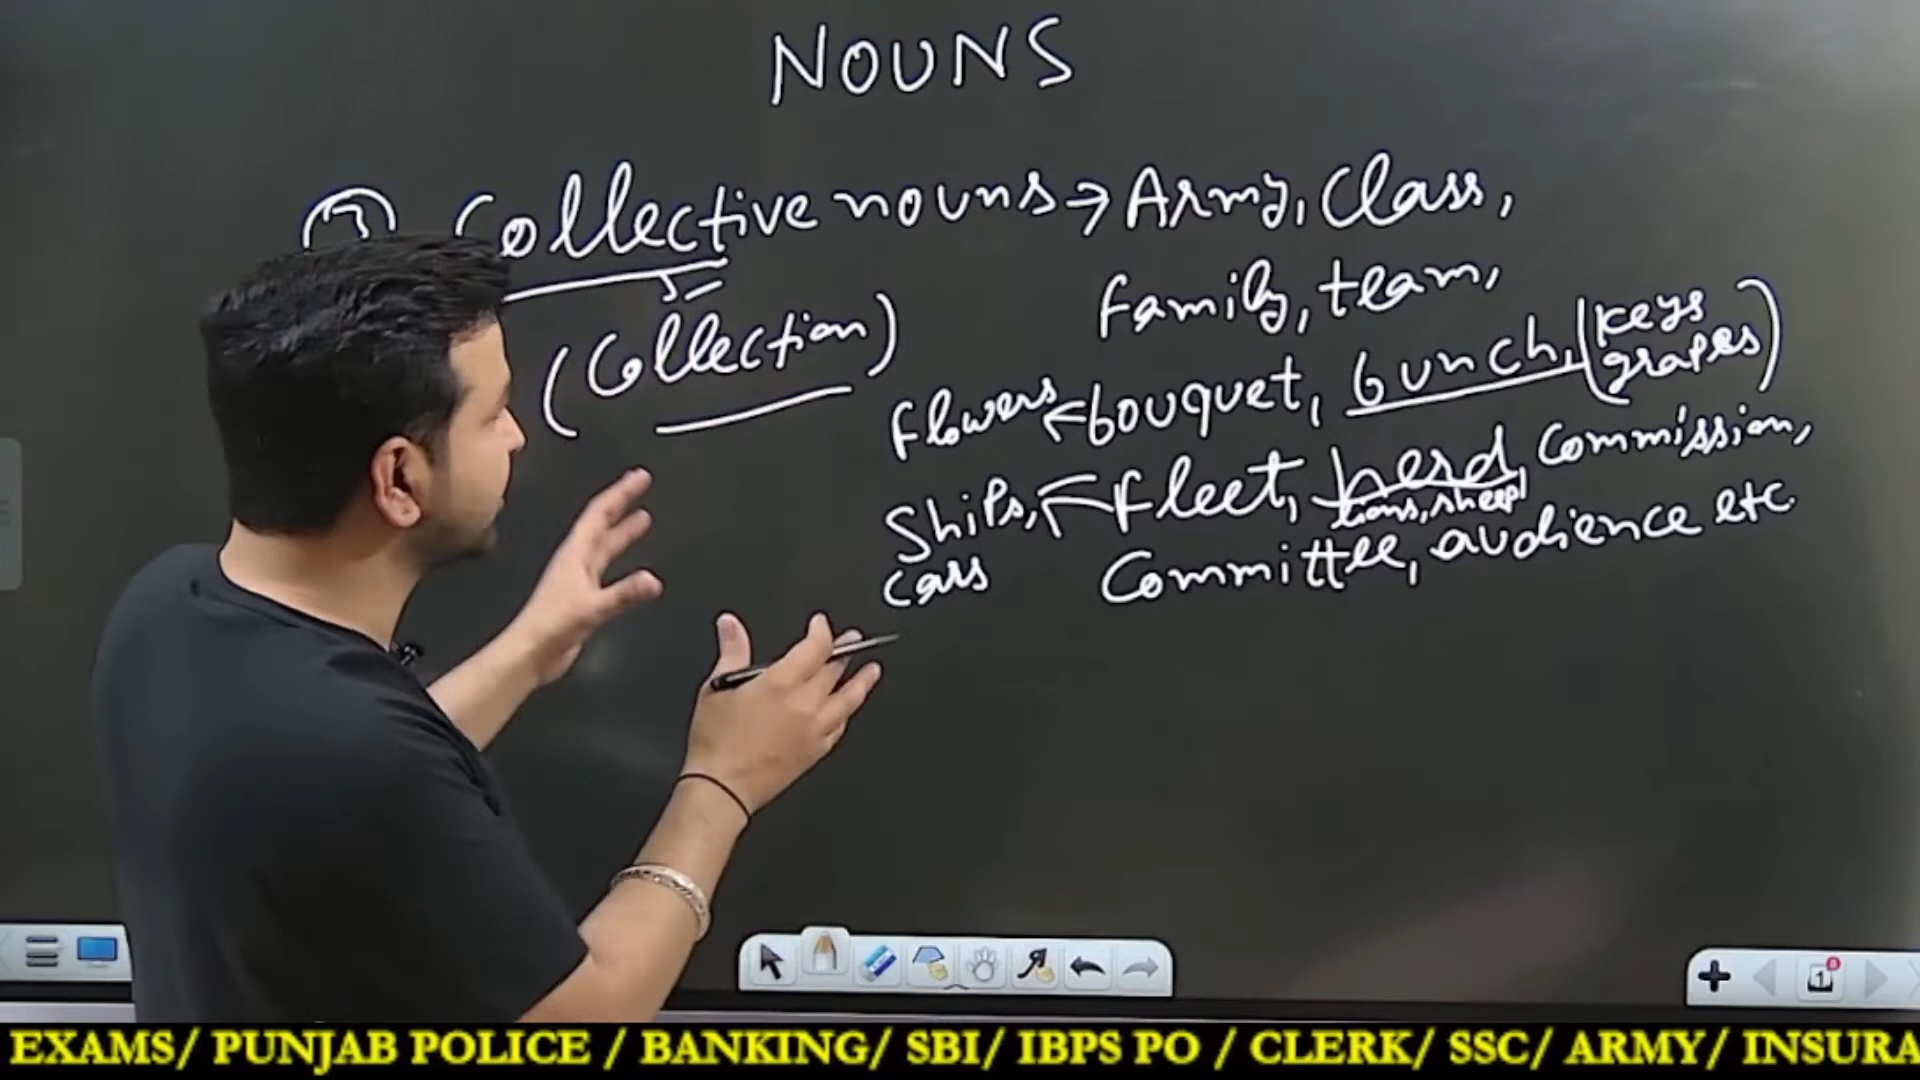 NOUNS
③ Collective nouns → Army, Class,
(Collection)
family, team,
flowers ← bouquet, bunch, (keys
grapes)
Ships, ← fleet, herd, Commission,
sheep
cars
Committee, audience etc
EXAMS/ PUNJAB POLICE / BANKING/ SBI/ IBPS PO / CLERK/ SSC/ ARMY/ INSURA